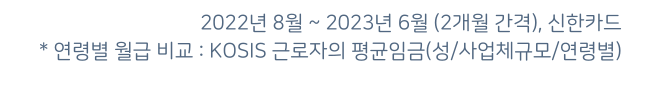 2022년 8월 ~ 2023년 6월 (2개월 간격), 신한카드
* 연령별 월급 비교 : KOSIS 근로자의 평균임금(성/사업체규모/연령별)